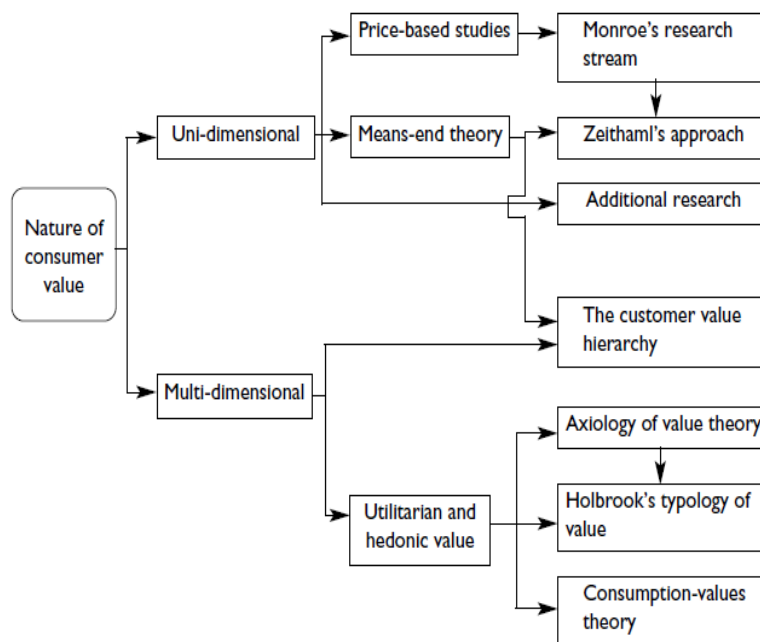 Price-based studies
Monroe's research
stream
Uni-dimensional
Means-end theory
Zeithaml's approach
Additional research
Nature of
consumer
value
The customer value
hierarchy
Multi-dimensional
Axiology of value theory
Utilitarian and
hedonic value
Holbrook's typology of
value
Consumption-values
theory